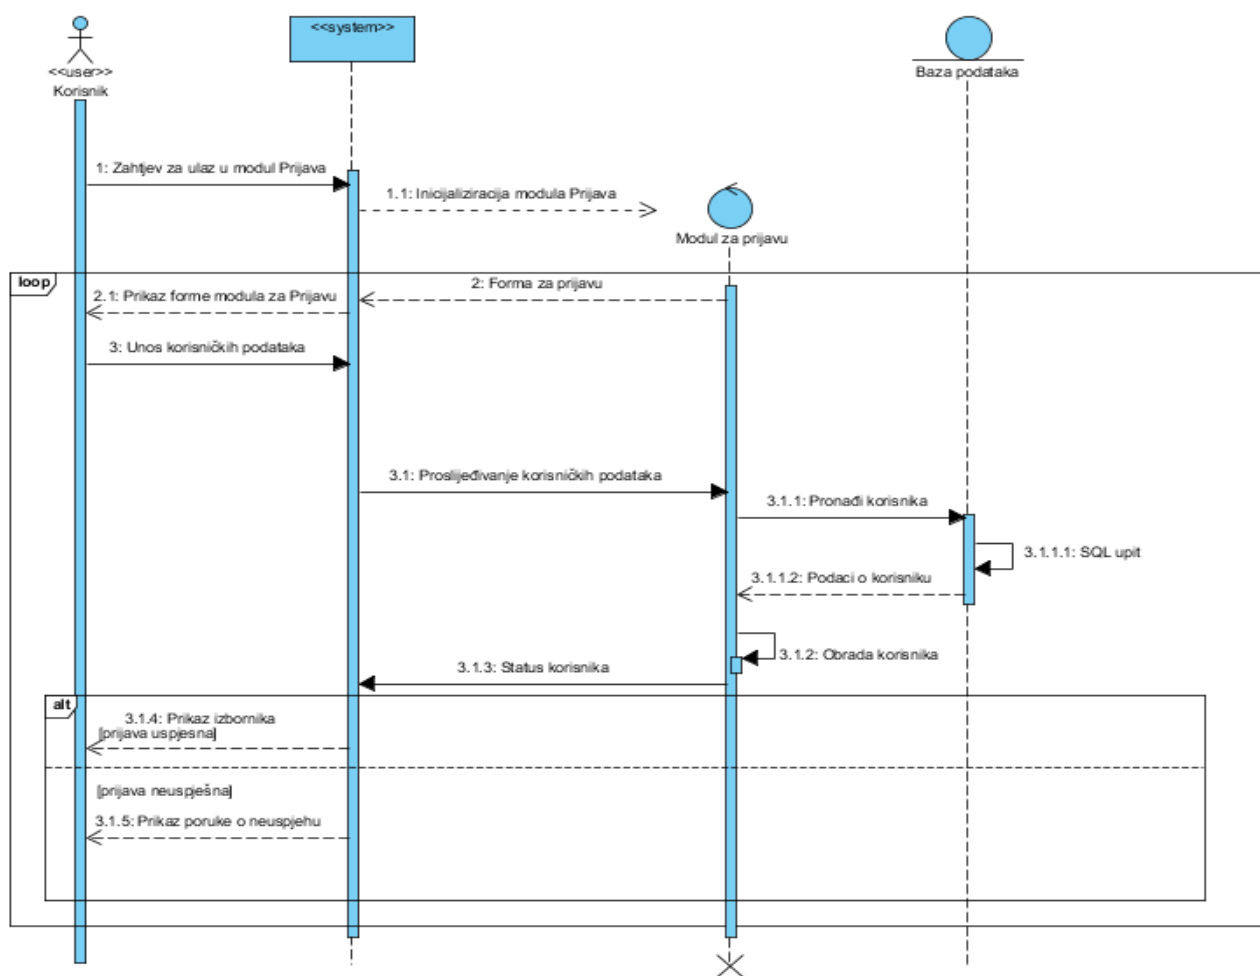 <<system>>
<<user>>
Korisnik
Baza podataka
1: Zahtjev za ulaz u modul Prijava
1.1: Inicijaliziracija modula Prijava
Modul za prijavu
loop
2: Forma za prijavu
2.1: Prikaz forme modula za Prijavu
3: Unos korisničkih podataka
3.1: Proslijeđivanje korisničkih podataka
3.1.1: Pronađi korisnika
3.1.1.1: SQL upit
3.1.1.2: Podaci o korisniku
3.1.2: Obrada korisnika
3.1.3: Status korisnika
alt
3.1.4: Prikaz izbornika
[prijava uspjesna]
[prijava neuspješna]
3.1.5: Prikaz poruke o neuspjehu